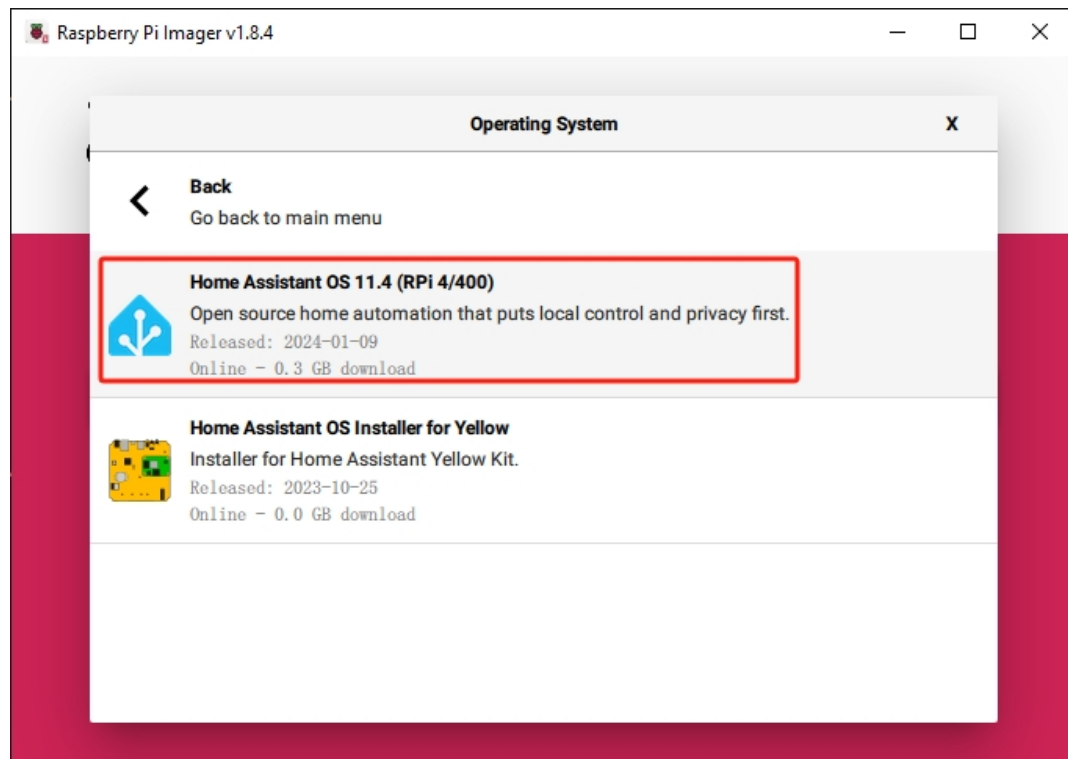 Raspberry Pi Imager v1.8.4
Operating System X
Back
Go back to main menu
Home Assistant OS 11.4 (RPi 4/400)
Open source home automation that puts local control and privacy first.
Released: 2024-01-09
Online - 0.3 GB download
Home Assistant OS Installer for Yellow
Installer for Home Assistant Yellow Kit.
Released: 2023-10-25
Online - 0.0 GB download